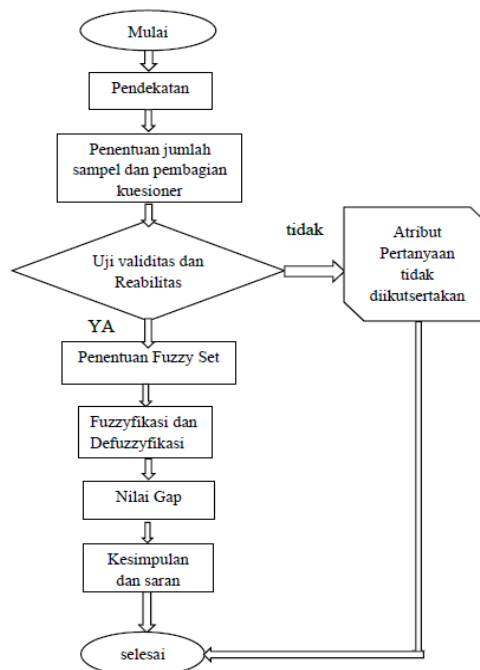 Mulai
Pendekatan
Penentuan jumlah
sampel dan pembagian
kuesioner
Uji validitas dan
Reabilitas
tidak
Atribut
Pertanyaan
tidak
diikutsertakan
YA
Penentuan Fuzzy Set
Fuzzyfikasi dan
Defuzzyfikasi
Nilai Gap
Kesimpulan
dan saran
selesai